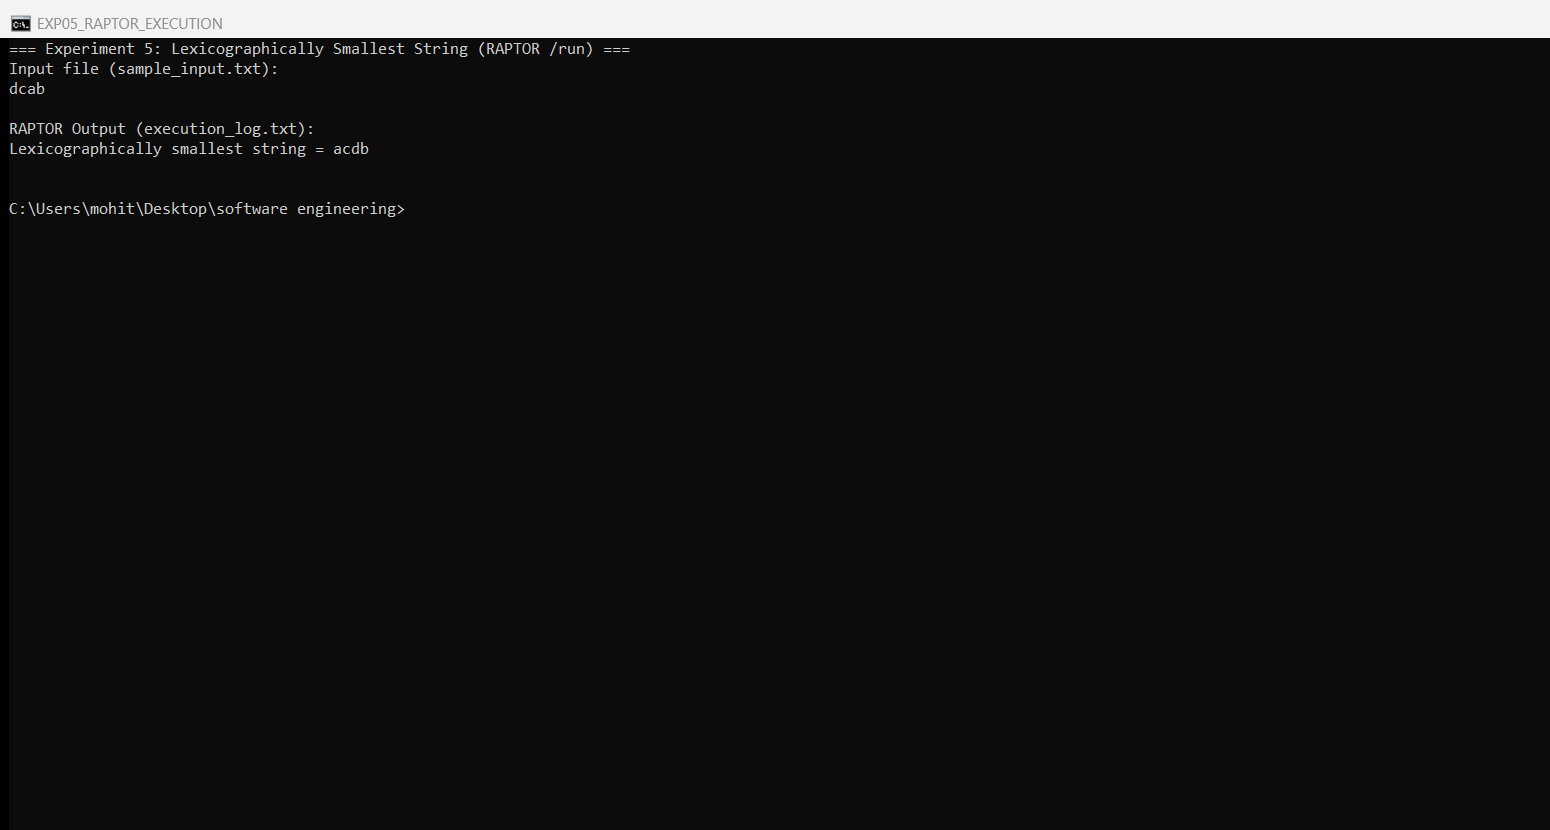 EXP05_RAPTOR_EXECUTION
=== Experiment 5: Lexicographically Smallest String (RAPTOR /run) ===
Input file (sample_input.txt):
dcab
RAPTOR Output (execution_log.txt):
Lexicographically smallest string = acdb
C:\Users\mohit\Desktop\software engineering>